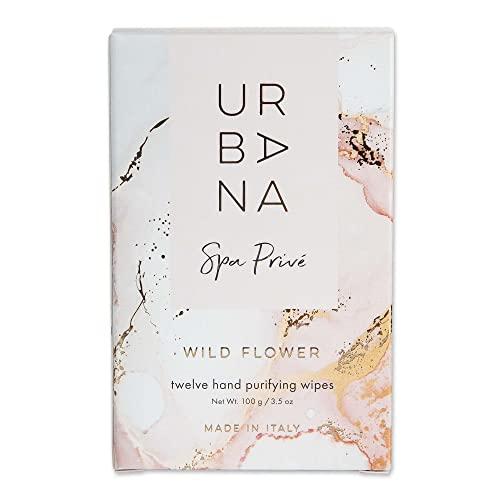 UR
BA
NA
Spa Privé
WILD FLOWER
twelve hand purifying wipes
Net Wt. 100 g / 3.5 oz
MADE IN ITALY